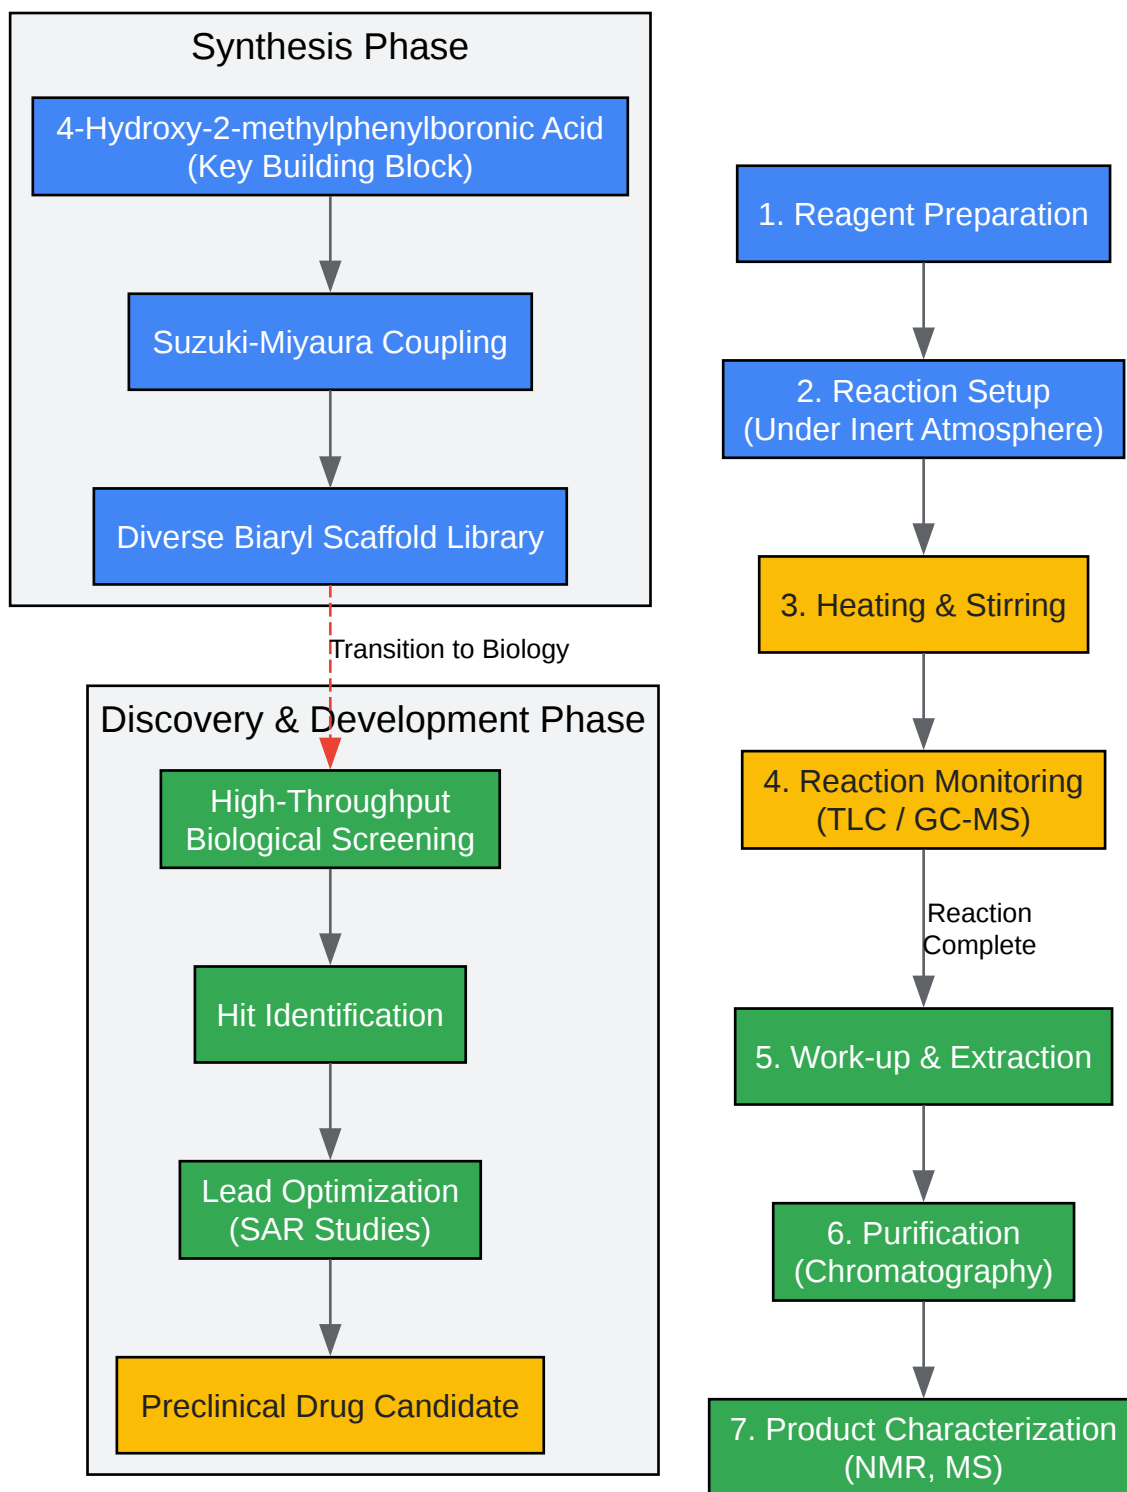 Synthesis Phase
4-Hydroxy-2-methylphenylboronic Acid
(Key Building Block)
Suzuki-Miyaura Coupling
Diverse Biaryl Scaffold Library
Transition to Biology
Discovery & Development Phase
High-Throughput
Biological Screening
Hit Identification
Lead Optimization
(SAR Studies)
Preclinical Drug Candidate
1. Reagent Preparation
2. Reaction Setup
(Under Inert Atmosphere)
3. Heating & Stirring
4. Reaction Monitoring
(TLC / GC-MS)
Reaction
Complete
5. Work-up & Extraction
6. Purification
(Chromatography)
7. Product Characterization
(NMR, MS)